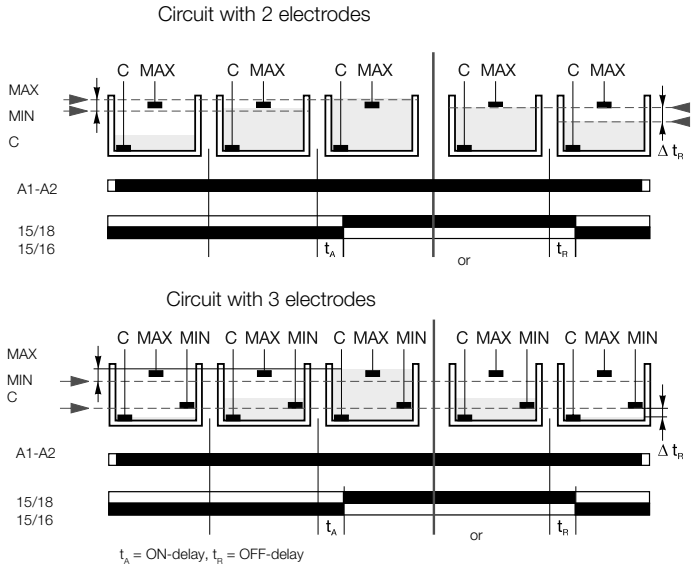 Circuit with 2 electrodes
C MAX C MAX C MAX C MAX C MAX
MAX
MIN
C
Δ tR
A1-A2
15/18
15/16
tA tR
or
Circuit with 3 electrodes
C MAX MIN C MAX MIN C MAX MIN C MAX MIN C MAX MIN
MAX
MIN
C
Δ tR
A1-A2
15/18
15/16
tA tR
or
tA = ON-delay, tR = OFF-delay